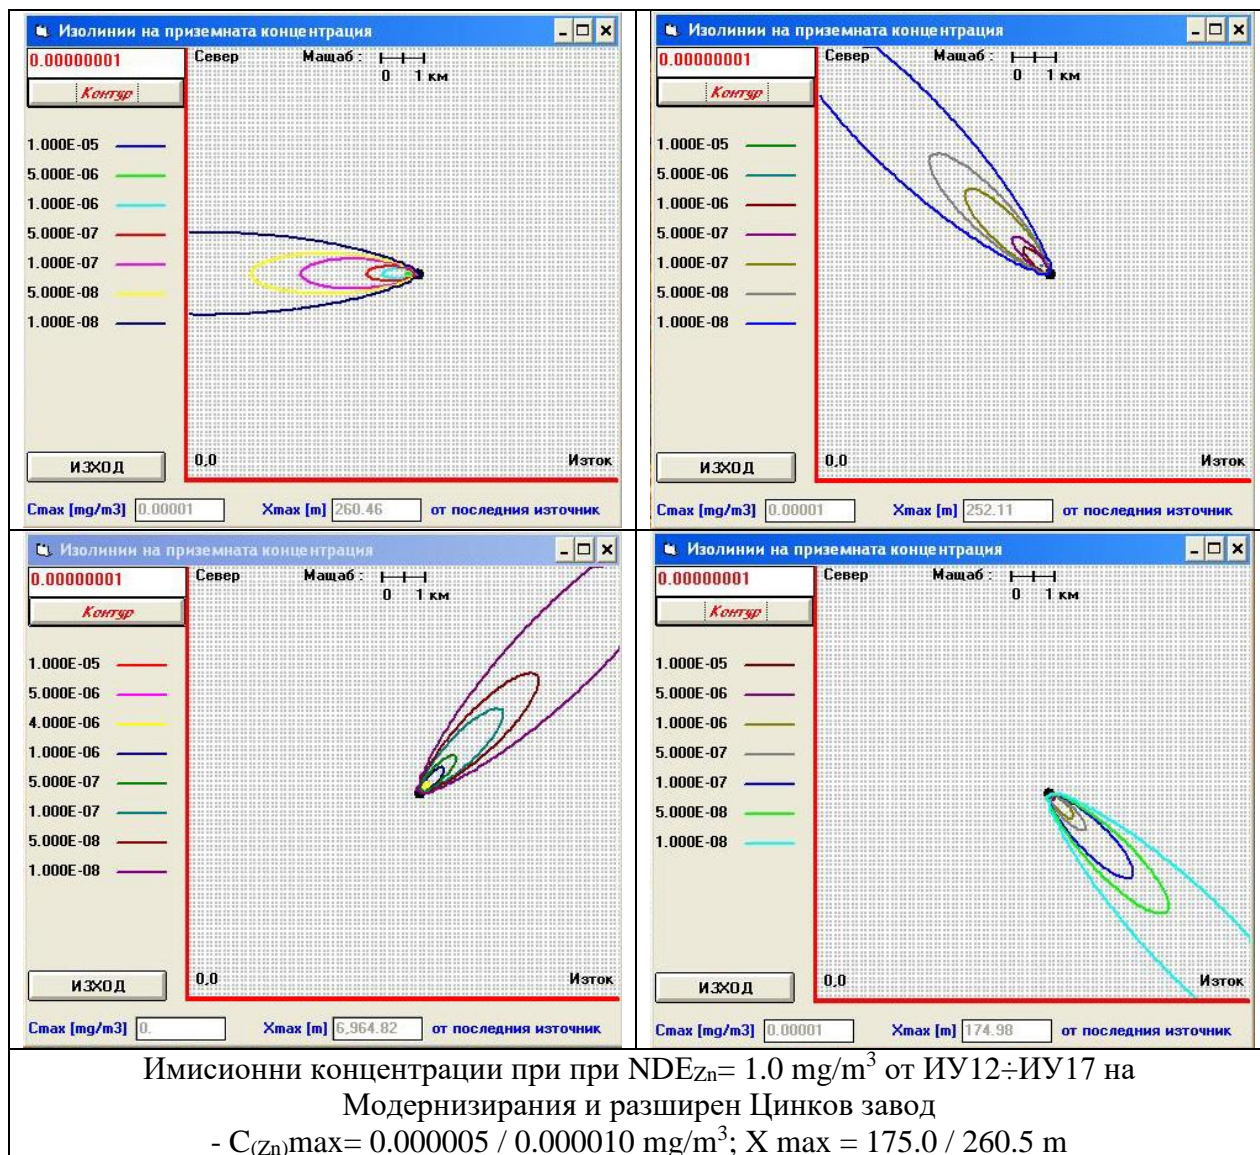 Изолинии на приземната концентрация
0.00000001
Север
Мащаб :
0 1 км
Контур
1.000E-05
5.000E-06
1.000E-06
5.000E-07
1.000E-07
5.000E-08
1.000E-08
ИЗХОД
0,0
Изток
Cmax [mg/m3] 0.00001 Xmax [m] 260.46 от последния източник
Изолинии на приземната концентрация
0.00000001
Север
Мащаб :
0 1 км
Контур
1.000E-05
5.000E-06
1.000E-06
5.000E-07
1.000E-07
5.000E-08
1.000E-08
ИЗХОД
0,0
Изток
Cmax [mg/m3] 0.00001 Xmax [m] 252.11 от последния източник
Изолинии на приземната концентрация
0.00000001
Север
Мащаб :
0 1 км
Контур
1.000E-05
5.000E-06
4.000E-06
1.000E-06
5.000E-07
1.000E-07
5.000E-08
1.000E-08
ИЗХОД
0,0
Изток
Cmax [mg/m3] 0. Xmax [m] 6,964.82 от последния източник
Изолинии на приземната концентрация
0.00000001
Север
Мащаб :
0 1 км
Контур
1.000E-05
5.000E-06
1.000E-06
5.000E-07
1.000E-07
5.000E-08
1.000E-08
ИЗХОД
0,0
Изток
Cmax [mg/m3] 0.00001 Xmax [m] 174.98 от последния източник
Имисионни концентрации при при NDEZn= 1.0 mg/m³ от ИУ12÷ИУ17 на
Модернизирания и разширен Цинков завод
- C(Zn)max= 0.000005 / 0.000010 mg/m³; X max = 175.0 / 260.5 m